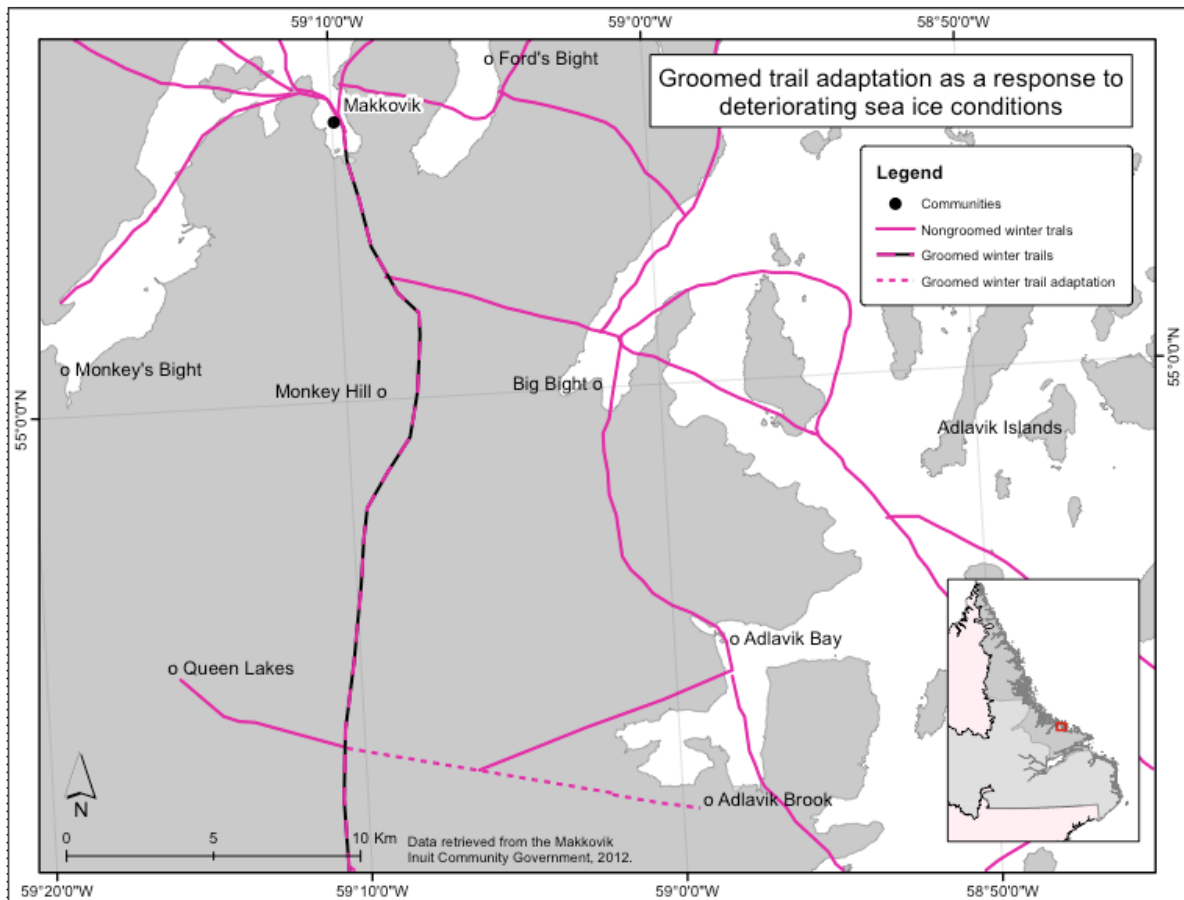 59°10'0"W
59°0'0"W
58°50'0"W
Groomed trail adaptation as a response to
deteriorating sea ice conditions
o Ford's Bight
Makkovik
Legend
Communities
Nongroomed winter trals
Groomed winter trails
Groomed winter trail adaptation
o Monkey's Bight
Monkey Hill o
Big Bight o
55°0'0"N
55°0'0"N
Adlavik Islands
o Adlavik Bay
o Queen Lakes
o Adlavik Brook
N
0 5 10 Km
Data retrieved from the Makkovik
Inuit Community Government, 2012.
59°20'0"W
59°10'0"W
59°0'0"W
58°50'0"W